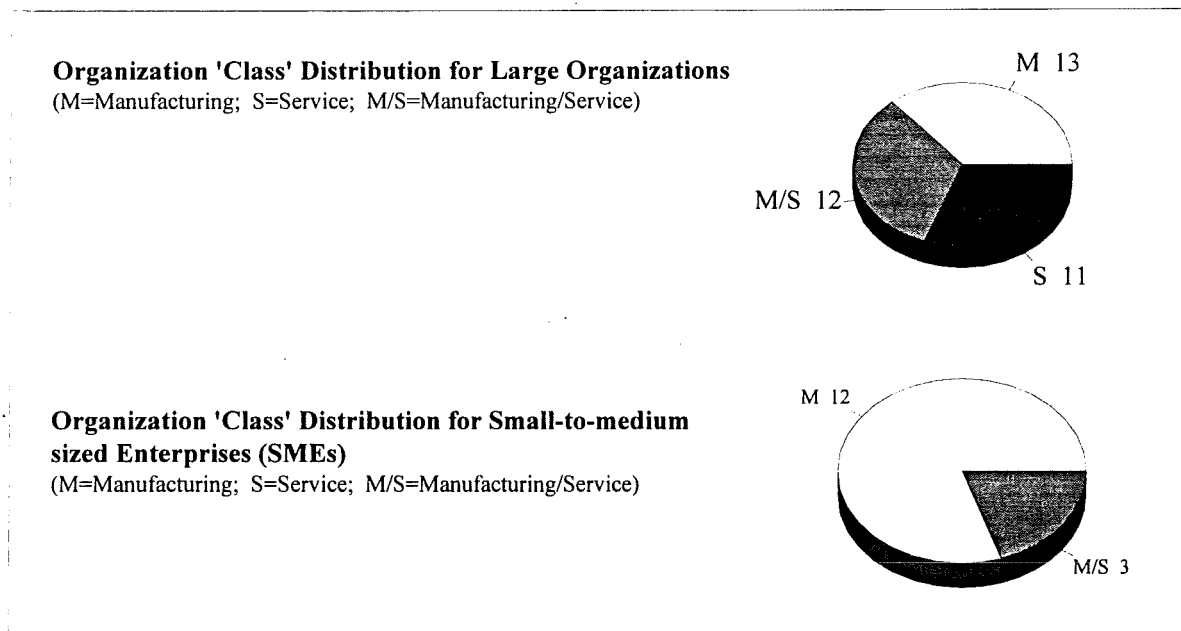 Organization 'Class' Distribution for Large Organizations
(M=Manufacturing; S=Service; M/S=Manufacturing/Service)
M 13
M/S 12
S 11
Organization 'Class' Distribution for Small-to-medium
sized Enterprises (SMEs)
(M=Manufacturing; S=Service; M/S=Manufacturing/Service)
M 12
M/S 3